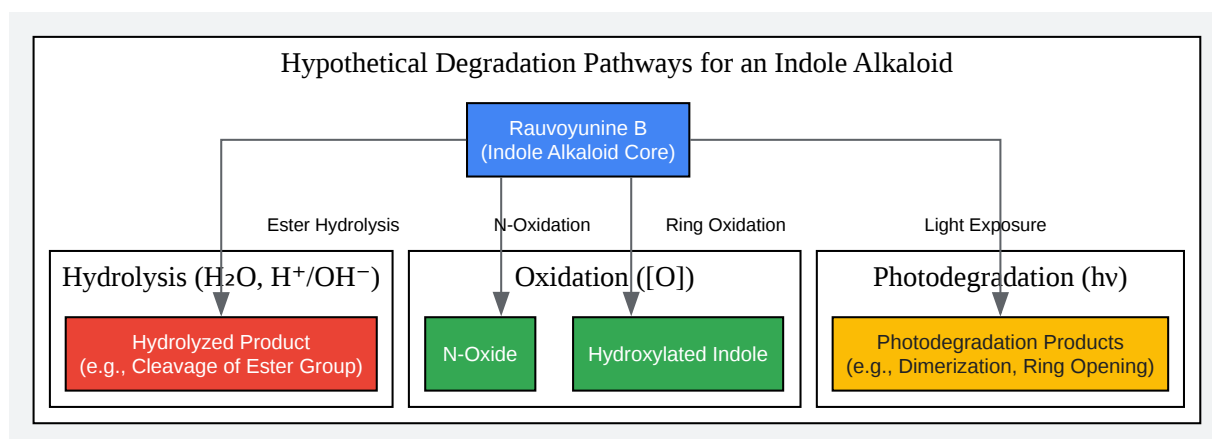 Hypothetical Degradation Pathways for an Indole Alkaloid
Rauvoyunine B
(Indole Alkaloid Core)
Ester Hydrolysis
N-Oxidation
Ring Oxidation
Light Exposure
Hydrolysis (H₂O, H⁺/OH⁻)
Oxidation ([O])
Photodegradation (hν)
Hydrolyzed Product
(e.g., Cleavage of Ester Group)
N-Oxide
Hydroxylated Indole
Photodegradation Products
(e.g., Dimerization, Ring Opening)